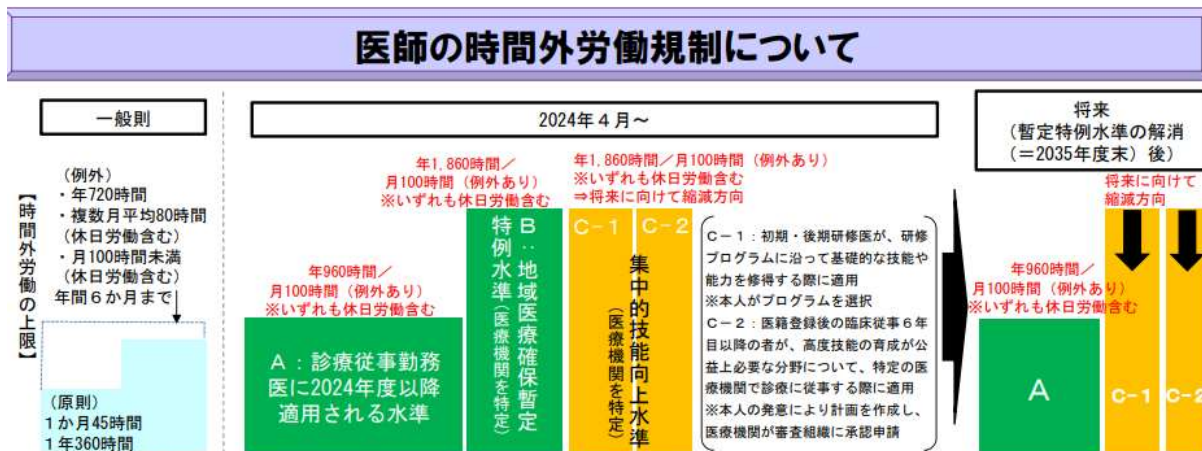 医師の時間外労働規制について
一般則
【時間外労働の上限】
(例外)
・年720時間
・複数月平均80時間
(休日労働含む)
・月100時間未満
(休日労働含む)
年間6か月まで
(原則)
1か月45時間
1年360時間
2024年4月~
年960時間/
月100時間(例外あり)
※いずれも休日労働含む
A:診療従事勤務
医に2024年度以降
適用される水準
年1,860時間/
月100時間(例外あり)
※いずれも休日労働含む
B:地域医療確保暫定
特例水準(医療機関を特定)
年1,860時間/月100時間(例外あり)
※いずれも休日労働含む
⇒将来に向けて縮減方向
C-1
C-2
集中的技能向上水準
(医療機関を特定)
C-1:初期・後期研修医が、研修
プログラムに沿って基礎的な技能や
能力を修得する際に適用
※本人がプログラムを選択
C-2:医籍登録後の臨床従事6年
目以降の者が、高度技能の育成が公
益上必要な分野について、特定の医
療機関で診療に従事する際に適用
※本人の発意により計画を作成し、
医療機関が審査組織に承認申請
将来
(暫定特例水準の解消
(=2035年度末)後)
将来に向けて
縮減方向
年960時間/
月100時間(例外あり)
※いずれも休日労働含む
A
C-1
C-2